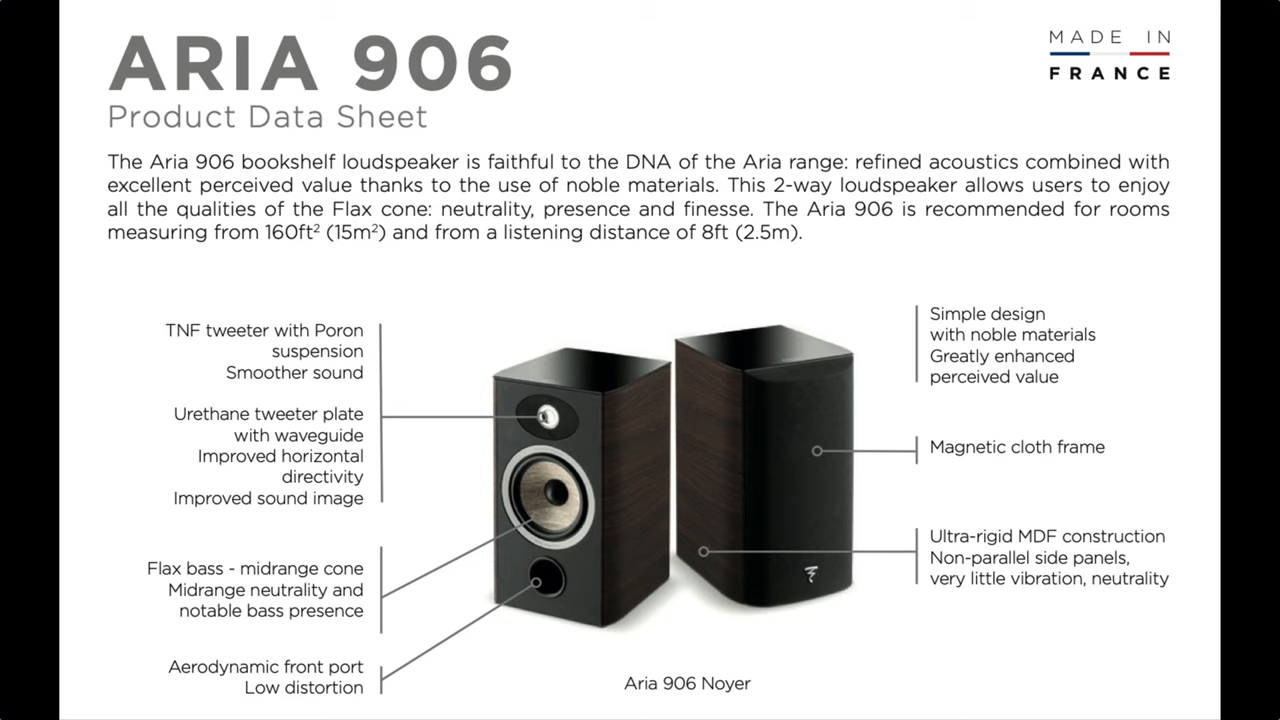 ARIA 906
Product Data Sheet
MADE IN
FRANCE
The Aria 906 bookshelf loudspeaker is faithful to the DNA of the Aria range: refined acoustics combined with
excellent perceived value thanks to the use of noble materials. This 2-way loudspeaker allows users to enjoy
all the qualities of the Flax cone: neutrality, presence and finesse. The Aria 906 is recommended for rooms
measuring from 160ft² (15m²) and from a listening distance of 8ft (2.5m).
TNF tweeter with Poron
suspension
Smoother sound
Urethane tweeter plate
with waveguide
Improved horizontal
directivity
Improved sound image
Flax bass - midrange cone
Midrange neutrality and
notable bass presence
Aerodynamic front port
Low distortion
Simple design
with noble materials
Greatly enhanced
perceived value
Magnetic cloth frame
Ultra-rigid MDF construction
Non-parallel side panels,
very little vibration, neutrality
Aria 906 Noyer